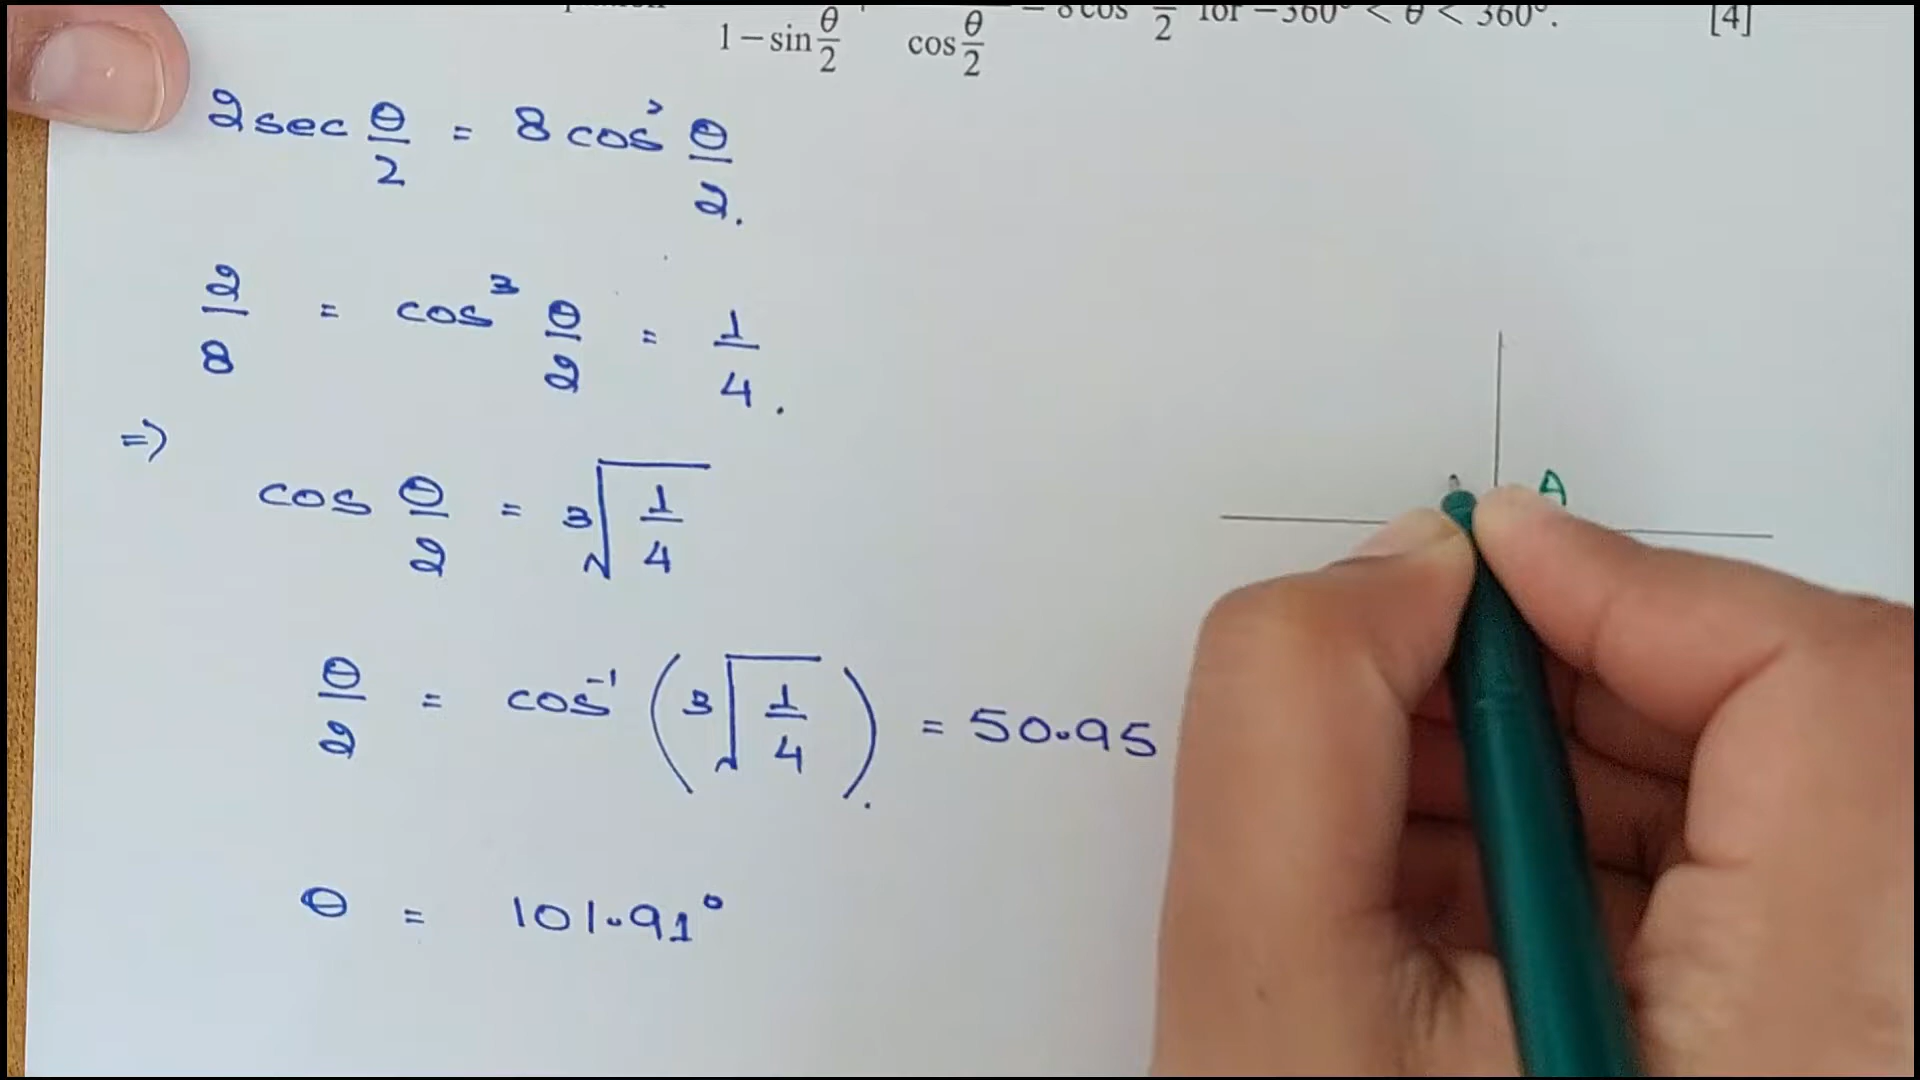 1 − sin θ/2 cos θ/2 θ/2 for −360° < θ < 360°. [4]
2 sec θ/2 = 8 cos² θ/2.
2/8 = cos³ θ/2 = 1/4.
⇒
cos θ/2 = ∛(1/4)
θ/2 = cos⁻¹ (∛(1/4)). = 50.95
θ = 101.91°
A